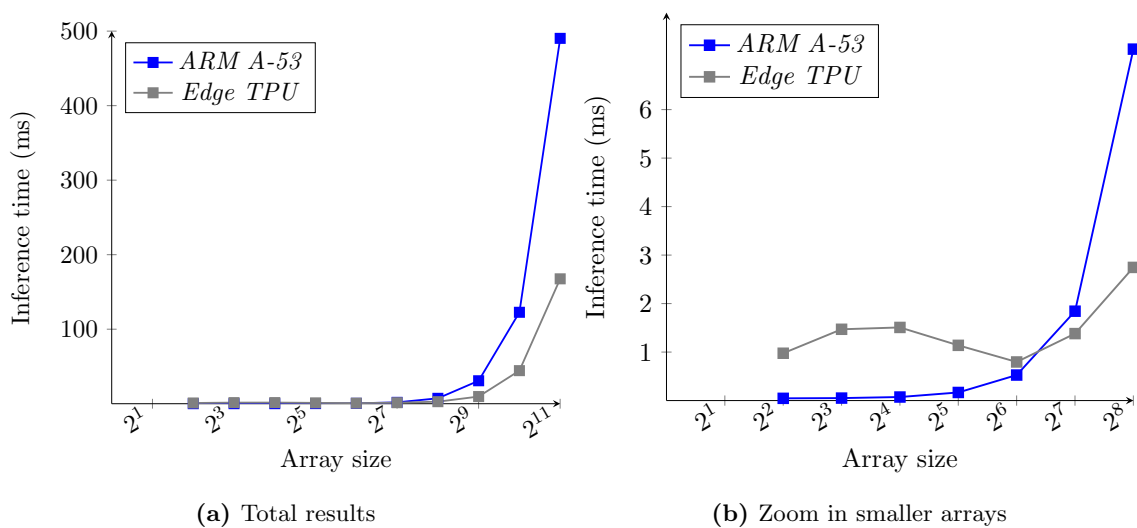 500
400
300
200
100
Inference time (ms)
ARM A-53
Edge TPU
2^1
2^3
2^5
2^7
2^9
2^11
Array size
(a) Total results
6
5
4
3
2
1
Inference time (ms)
ARM A-53
Edge TPU
2^1
2^2
2^3
2^4
2^5
2^6
2^7
2^8
Array size
(b) Zoom in smaller arrays